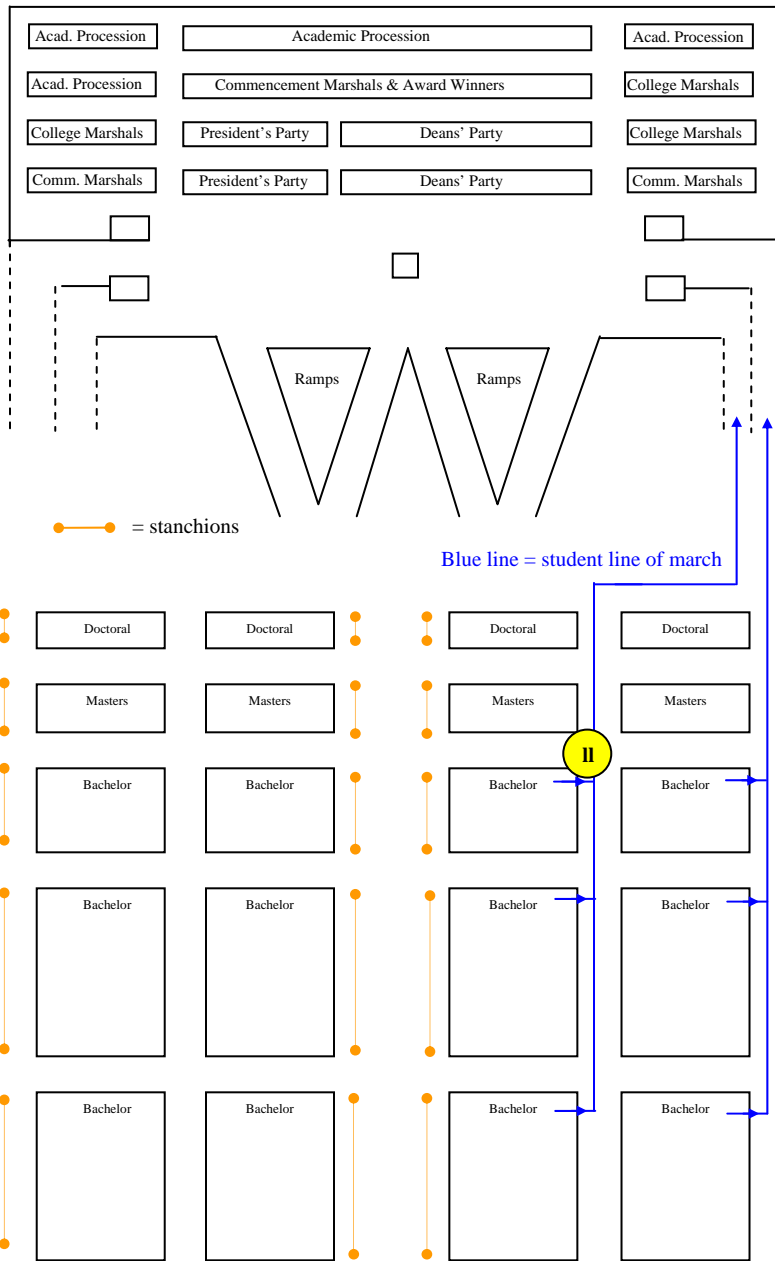 Acad. Procession
Academic Procession
Acad. Procession
Acad. Procession
Commencement Marshals & Award Winners
College Marshals
College Marshals
President's Party
Deans' Party
College Marshals
Comm. Marshals
President's Party
Deans' Party
Comm. Marshals
Ramps
Ramps
= stanchions
Blue line = student line of march
Doctoral
Doctoral
Doctoral
Doctoral
Masters
Masters
Masters
Masters
ll
Bachelor
Bachelor
Bachelor
Bachelor
Bachelor
Bachelor
Bachelor
Bachelor
Bachelor
Bachelor
Bachelor
Bachelor